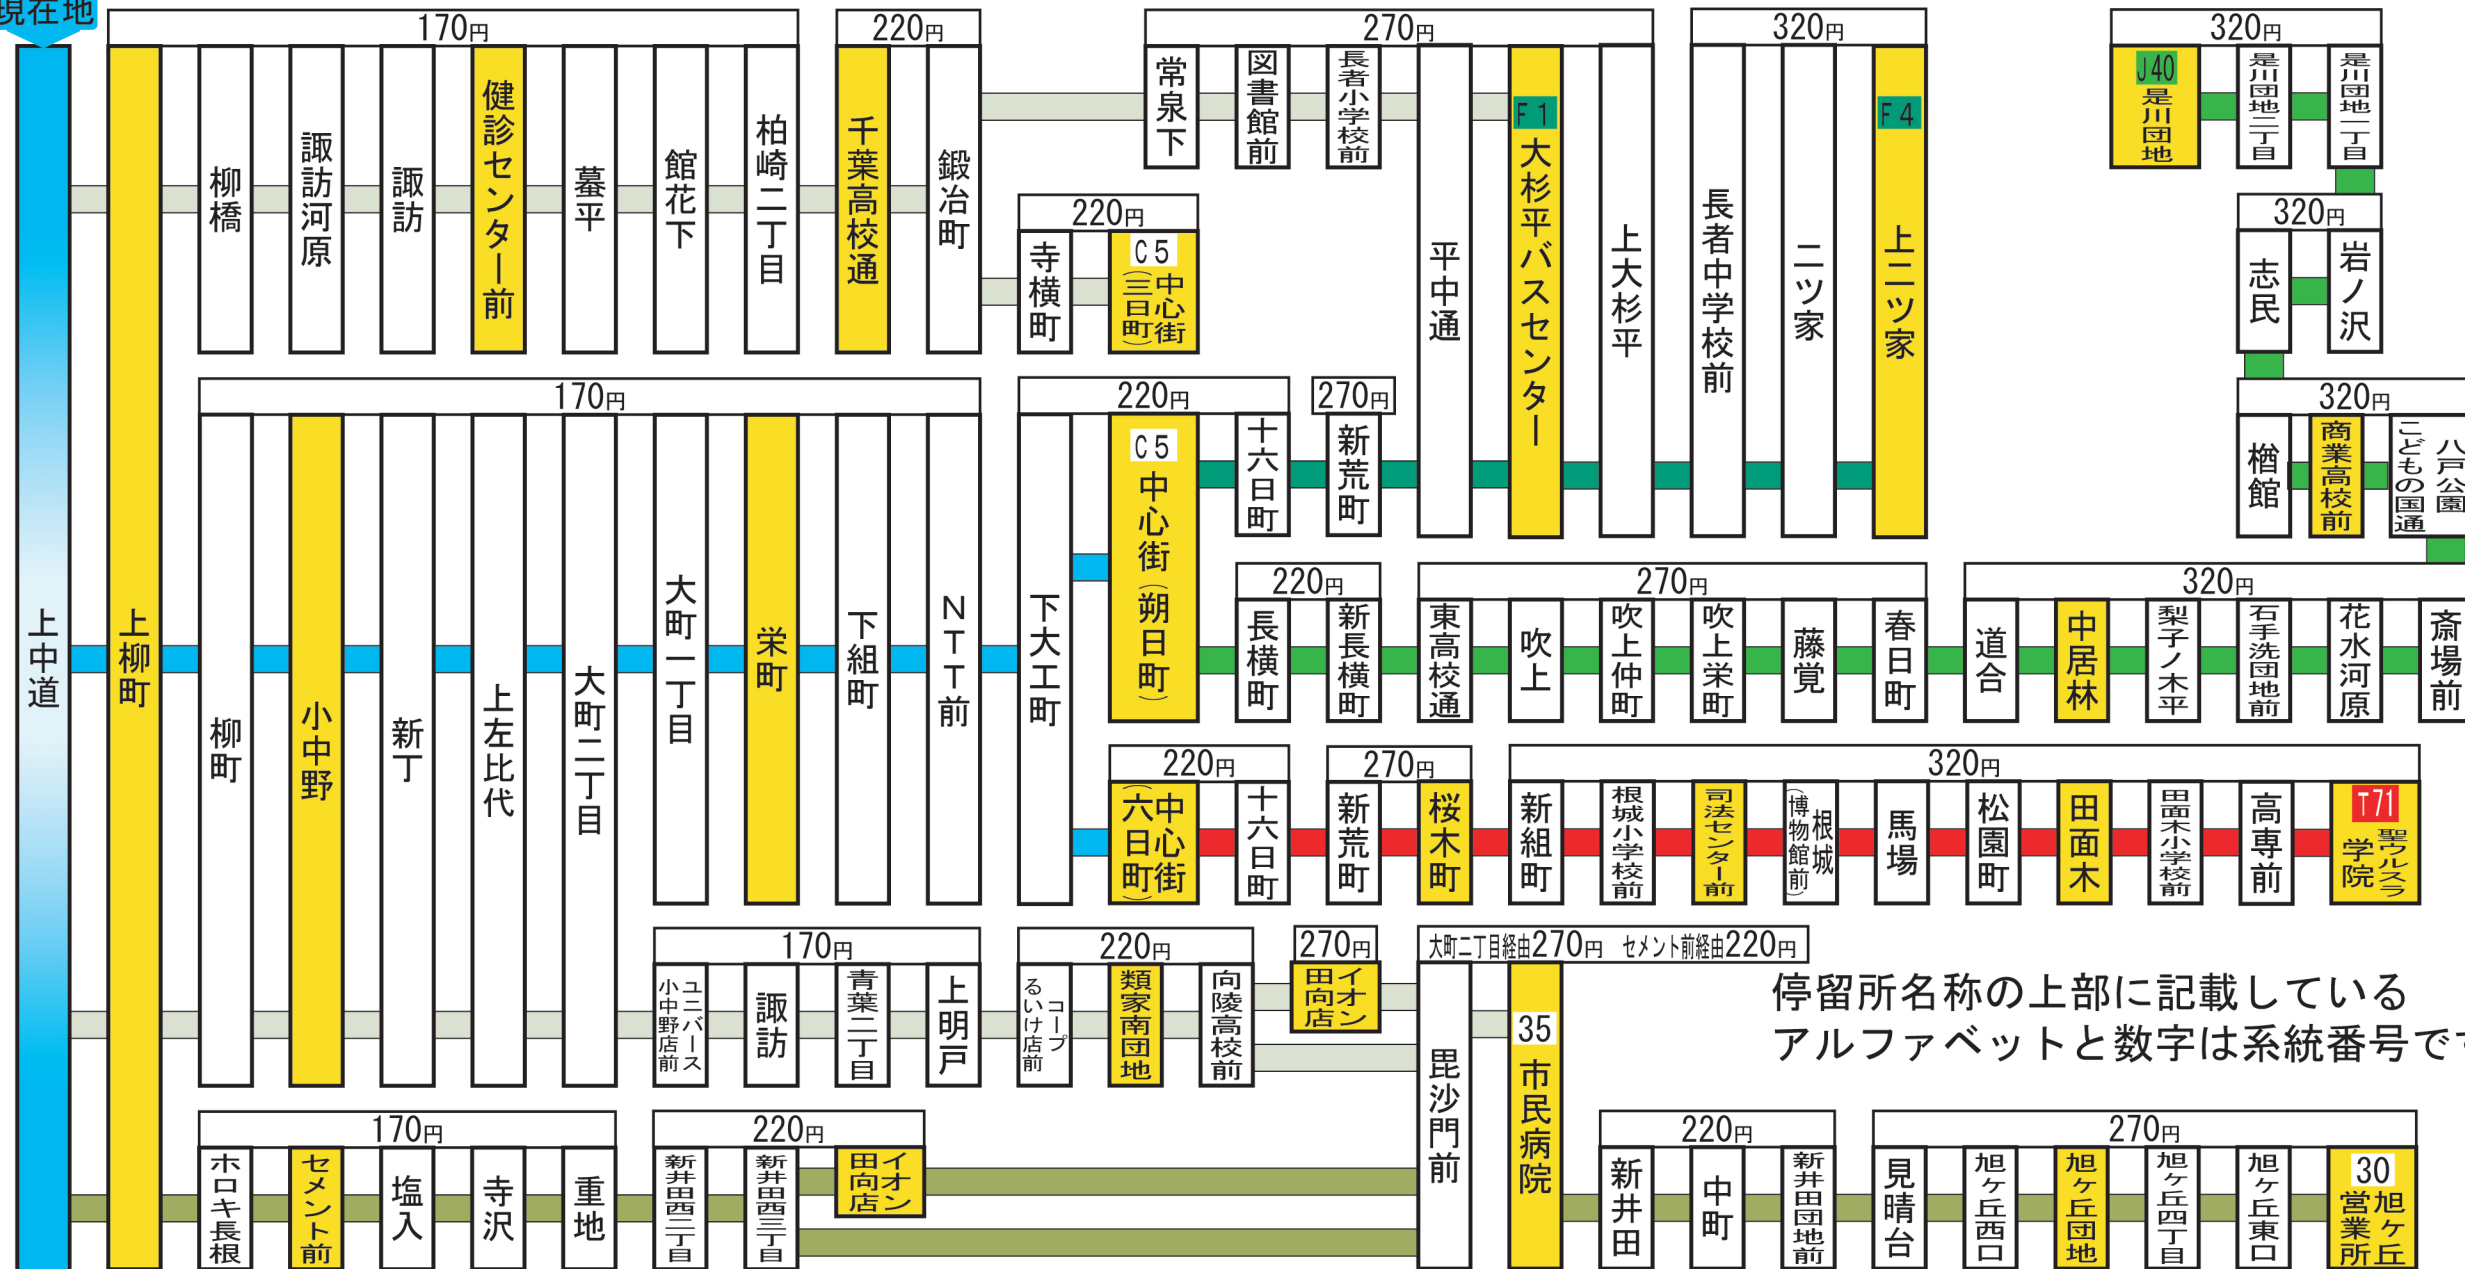 現在地
上中道
170円
220円
270円
320円
320円
上柳町
柳橋
諏訪河原
諏訪
健診センター前
蟇平
館花下
柏崎二丁目
千葉高校通
鍛冶町
常泉下
図書館前
長者小学校前
平中通
F1
大杉平バスセンター
上大杉平
長者中学校前
二ツ家
F4
上二ツ家
J40
是川団地
是川団地二丁目
是川団地一丁目
220円
寺横町
C5
中心街
(三日町)
320円
志民
岩ノ沢
170円
220円
270円
320円
柳町
小中野
新丁
上左比代
大町二丁目
大町一丁目
栄町
下組町
NTT前
下大工町
C5
中心街(朔日町)
十六日町
新荒町
楢館
商業高校前
八戸公園
こどもの国通
220円
270円
320円
長横町
新長横町
東高校通
吹上
吹上仲町
吹上栄町
藤覚
春日町
道合
中居林
梨子ノ木平
石手洗団地前
花水河原
斎場前
220円
270円
320円
中心街
(六日町)
十六日町
新荒町
桜木町
新組町
根城小学校前
司法センター前
根城
(博物館前)
馬場
松園町
田面木
田面木小学校前
高専前
T71
聖ウルスラ
学院
170円
220円
270円
大町二丁目経由270円 セメント前経由220円
ユニバース
小中野店前
諏訪
青葉二丁目
上明戸
コープ
るいけ店前
類家南団地
向陵高校前
イオン
田向店
毘沙門前
35
市民病院
停留所名称の上部に記載している
アルファベットと数字は系統番号です
170円
220円
220円
270円
ホロキ長根
セメント前
塩入
寺沢
重地
新井田西二丁目
新井田西三丁目
イオン
田向店
新井田
中町
新井田団地前
見晴台
旭ヶ丘西口
旭ヶ丘団地
旭ヶ丘四丁目
旭ヶ丘東口
30
旭ヶ丘
営業所